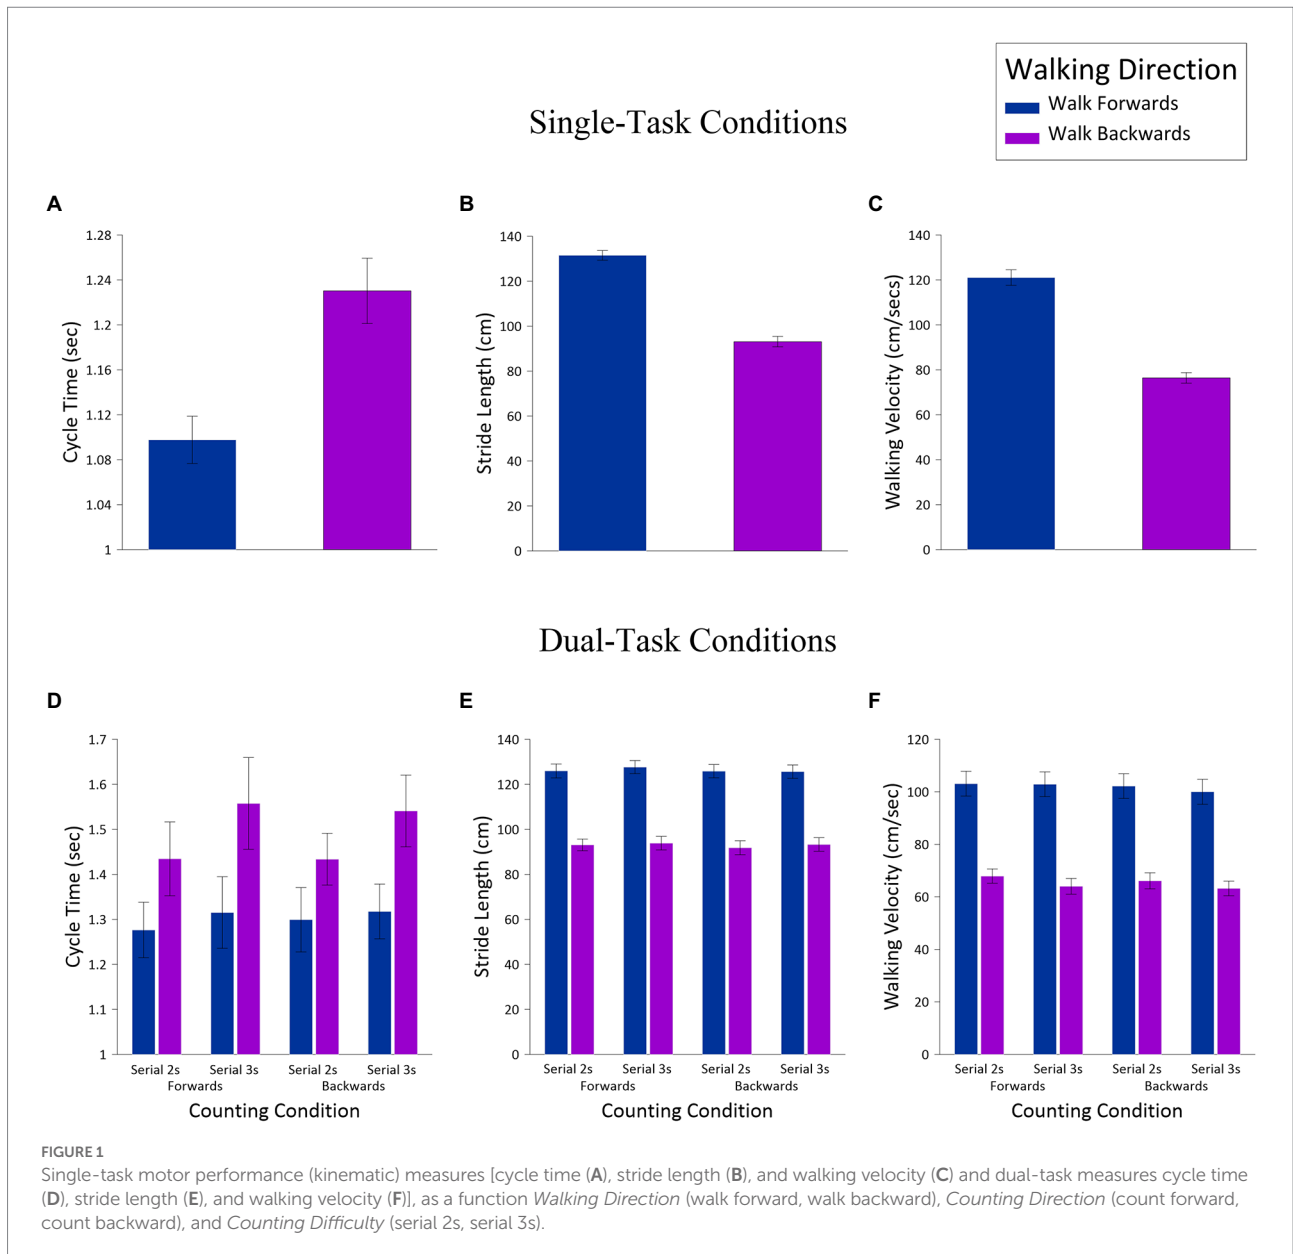 Walking Direction
Walk Forwards
Walk Backwards
Single-Task Conditions
A
1.28
1.24
1.2
1.16
1.12
1.08
1.04
1
Cycle Time (sec)
B
140
120
100
80
60
40
20
0
Stride Length (cm)
C
140
120
100
80
60
40
20
0
Walking Velocity (cm/secs)
Dual-Task Conditions
D
1.7
1.6
1.5
1.4
1.3
1.2
1.1
1
Cycle Time (sec)
Serial 2s Serial 3s Serial 2s Serial 3s
Forwards Backwards
Counting Condition
E
140
120
100
80
60
40
20
0
Stride Length (cm)
Serial 2s Serial 3s Serial 2s Serial 3s
Forwards Backwards
Counting Condition
F
120
100
80
60
40
20
0
Walking Velocity (cm/sec)
Serial 2s Serial 3s Serial 2s Serial 3s
Forwards Backwards
Counting Condition
FIGURE 1
Single-task motor performance (kinematic) measures [cycle time (A), stride length (B), and walking velocity (C) and dual-task measures cycle time
(D), stride length (E), and walking velocity (F)], as a function Walking Direction (walk forward, walk backward), Counting Direction (count forward,
count backward), and Counting Difficulty (serial 2s, serial 3s).